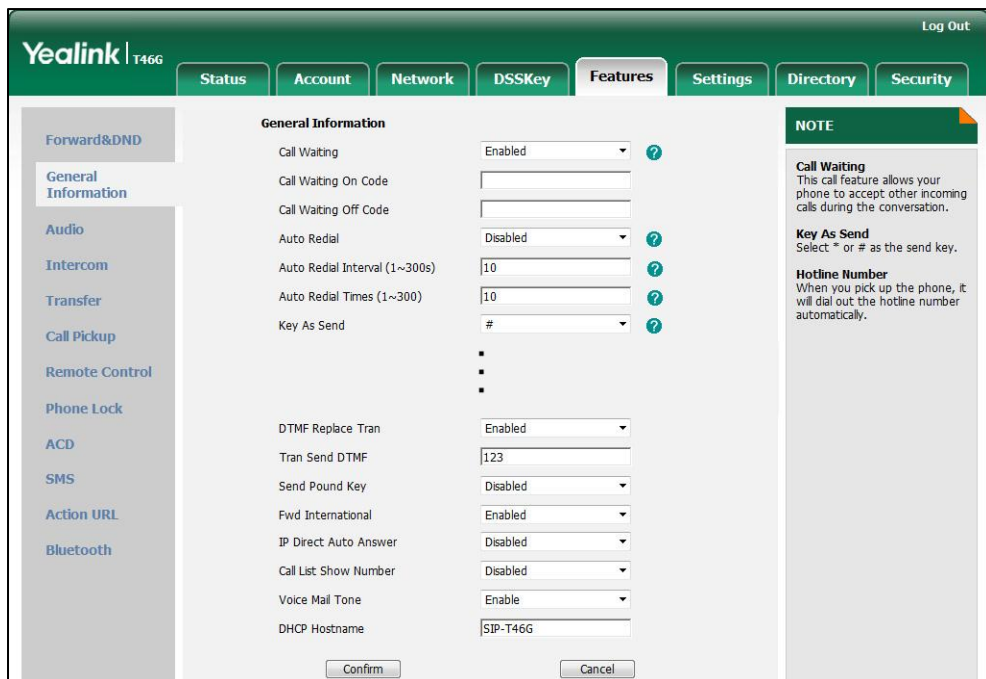 Log Out
Yealink T46G
Status Account Network DSSKey Features Settings Directory Security
Forward&DND
General
Information
Audio
Intercom
Transfer
Call Pickup
Remote Control
Phone Lock
ACD
SMS
Action URL
Bluetooth
General Information
Call Waiting Enabled ?
Call Waiting On Code
Call Waiting Off Code
Auto Redial Disabled ?
Auto Redial Interval (1~300s) 10 ?
Auto Redial Times (1~300) 10 ?
Key As Send # ?
DTMF Replace Tran Enabled
Tran Send DTMF 123
Send Pound Key Disabled
Fwd International Enabled
IP Direct Auto Answer Disabled
Call List Show Number Disabled
Voice Mail Tone Enable
DHCP Hostname SIP-T46G
Confirm Cancel
NOTE
Call Waiting
This call feature allows your
phone to accept other incoming
calls during the conversation.
Key As Send
Select * or # as the send key.
Hotline Number
When you pick up the phone, it
will dial out the hotline number
automatically.